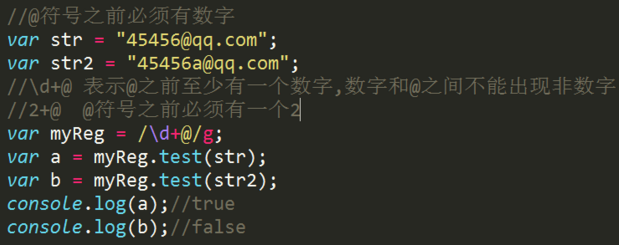 //@符号之前必须有数字
var str = "45456@qq.com";
var str2 = "45456a@qq.com";
//\d+@ 表示@之前至少有一个数字,数字和@之间不能出现非数字
//2+@  @符号之前必须有一个2
var myReg = /\d+@/g;
var a = myReg.test(str);
var b = myReg.test(str2);
console.log(a);//true
console.log(b);//false